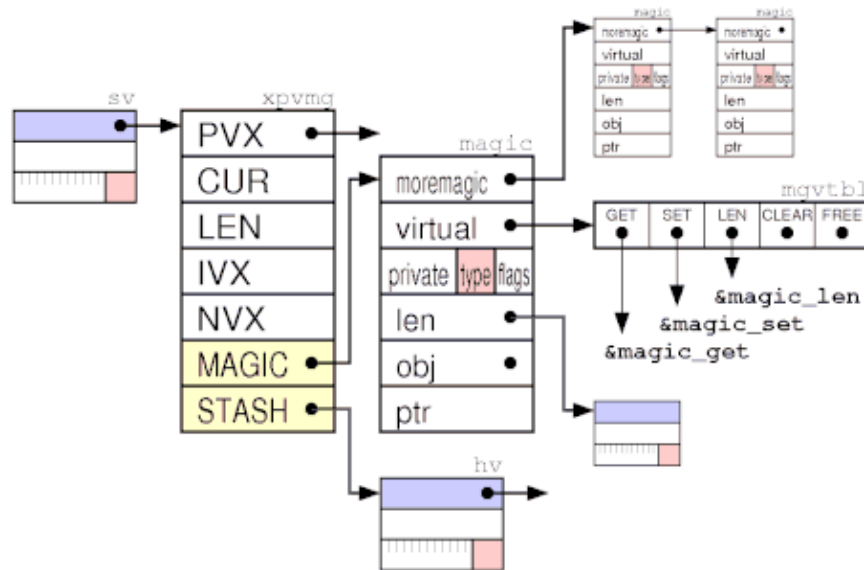 sv
xpvmg
PVX
CUR
LEN
IVX
NVX
MAGIC
STASH
magic
moremagic
virtual
private type flags
len
obj
ptr
hv
magic
moremagic
virtual
private type flags
len
obj
ptr
magic
moremagic
virtual
private type flags
len
obj
ptr
mgvtbl
GET SET LEN CLEAR FREE
&magic_len
&magic_set
&magic_get